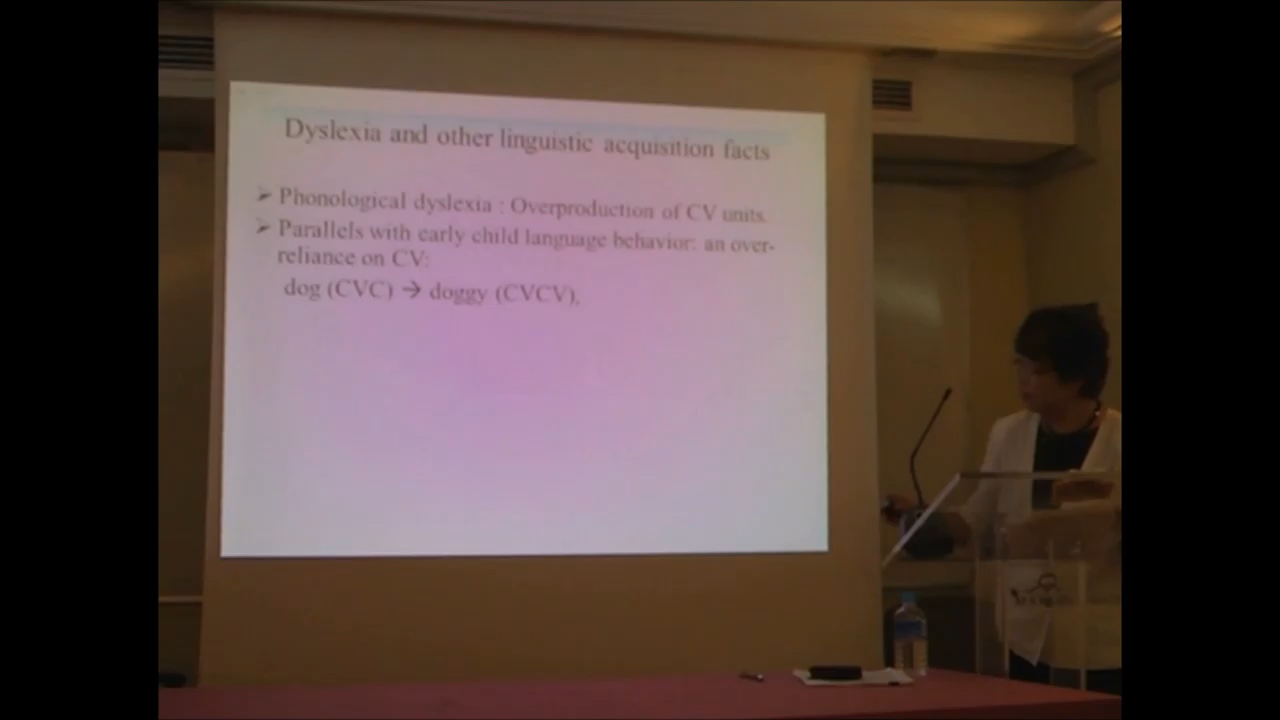 Dyslexia and other linguistic acquisition facts
➢ Phonological dyslexia : Overproduction of CV units.
➢ Parallels with early child language behavior: an over-
reliance on CV:
dog (CVC) → doggy (CVCV),